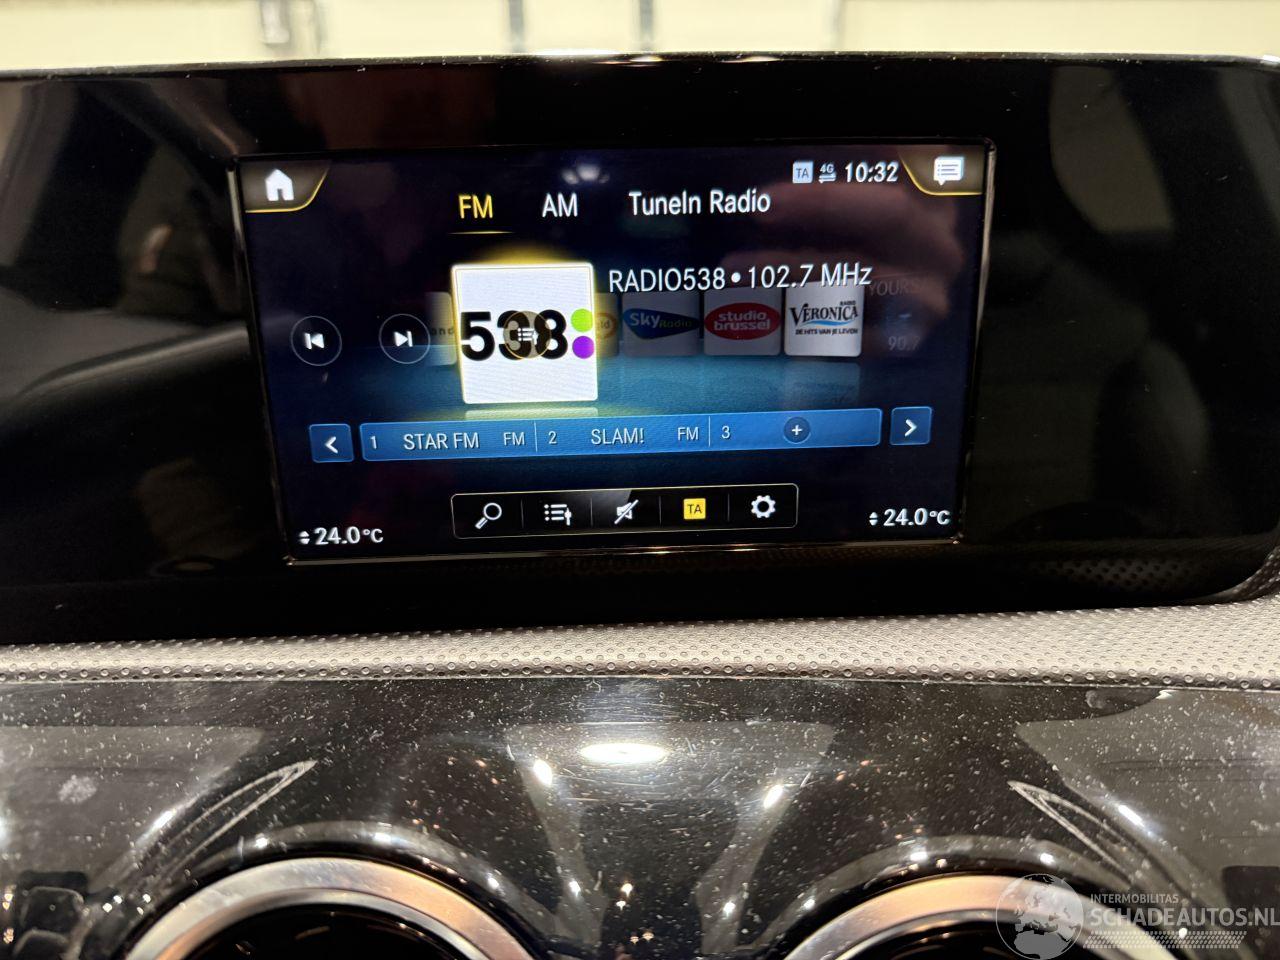 TA 4G 10:32
FM AM TuneIn Radio
RADIO538 • 102.7 MHz
538
Sky Radio
studio brussel
RADIO
VERONICA
DE HITS VAN JE LEVEN
90.7
1 STAR FM FM 2 SLAM! FM 3 +
TA
24.0°C
24.0°C
INTERMOBILITAS
SCHADEAUTOS.NL